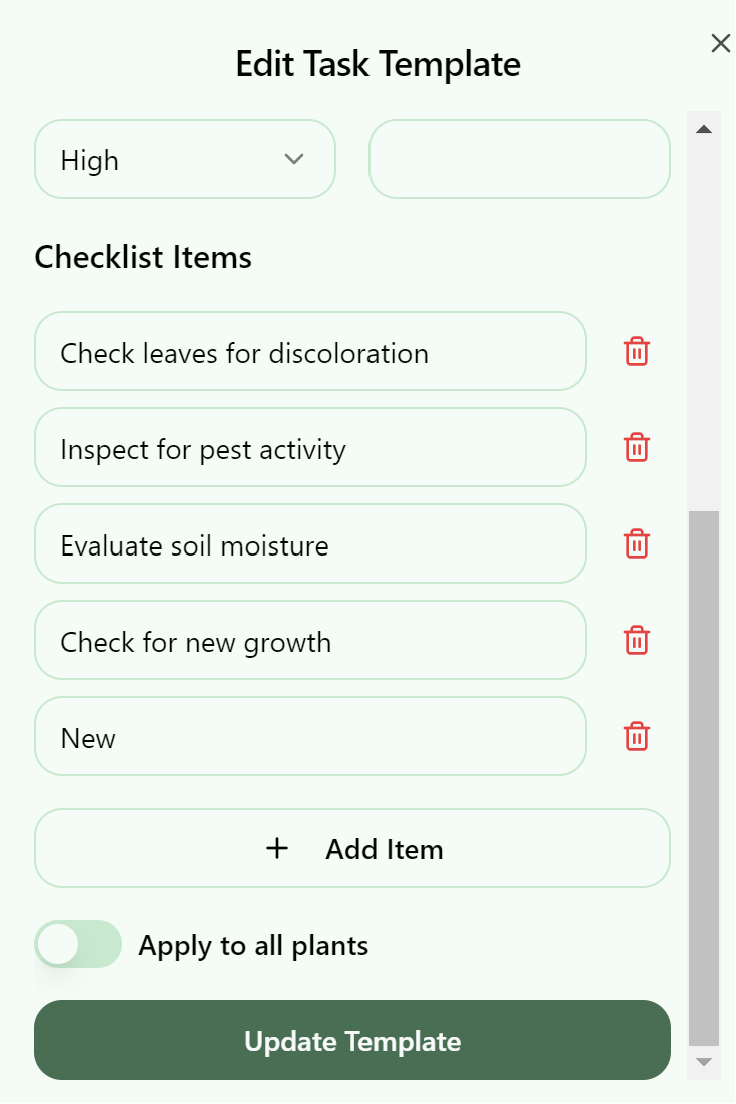 Edit Task Template
High
Checklist Items
Check leaves for discoloration
Inspect for pest activity
Evaluate soil moisture
Check for new growth
New
Add Item
Apply to all plants
Update Template